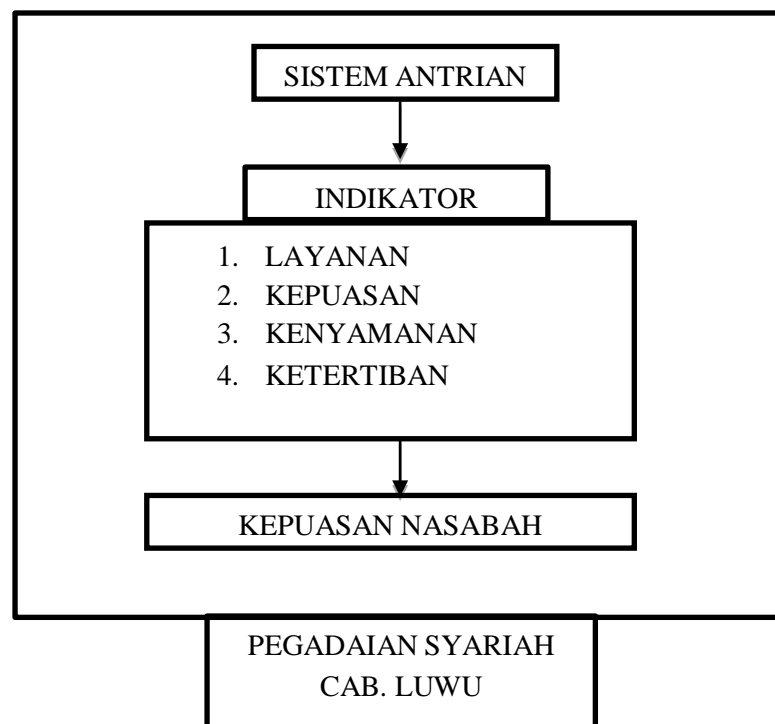 SISTEM ANTRIAN
INDIKATOR
1. LAYANAN
2. KEPUASAN
3. KENYAMANAN
4. KETERTIBAN
KEPUASAN NASABAH
PEGADAIAN SYARIAH
CAB. LUWU